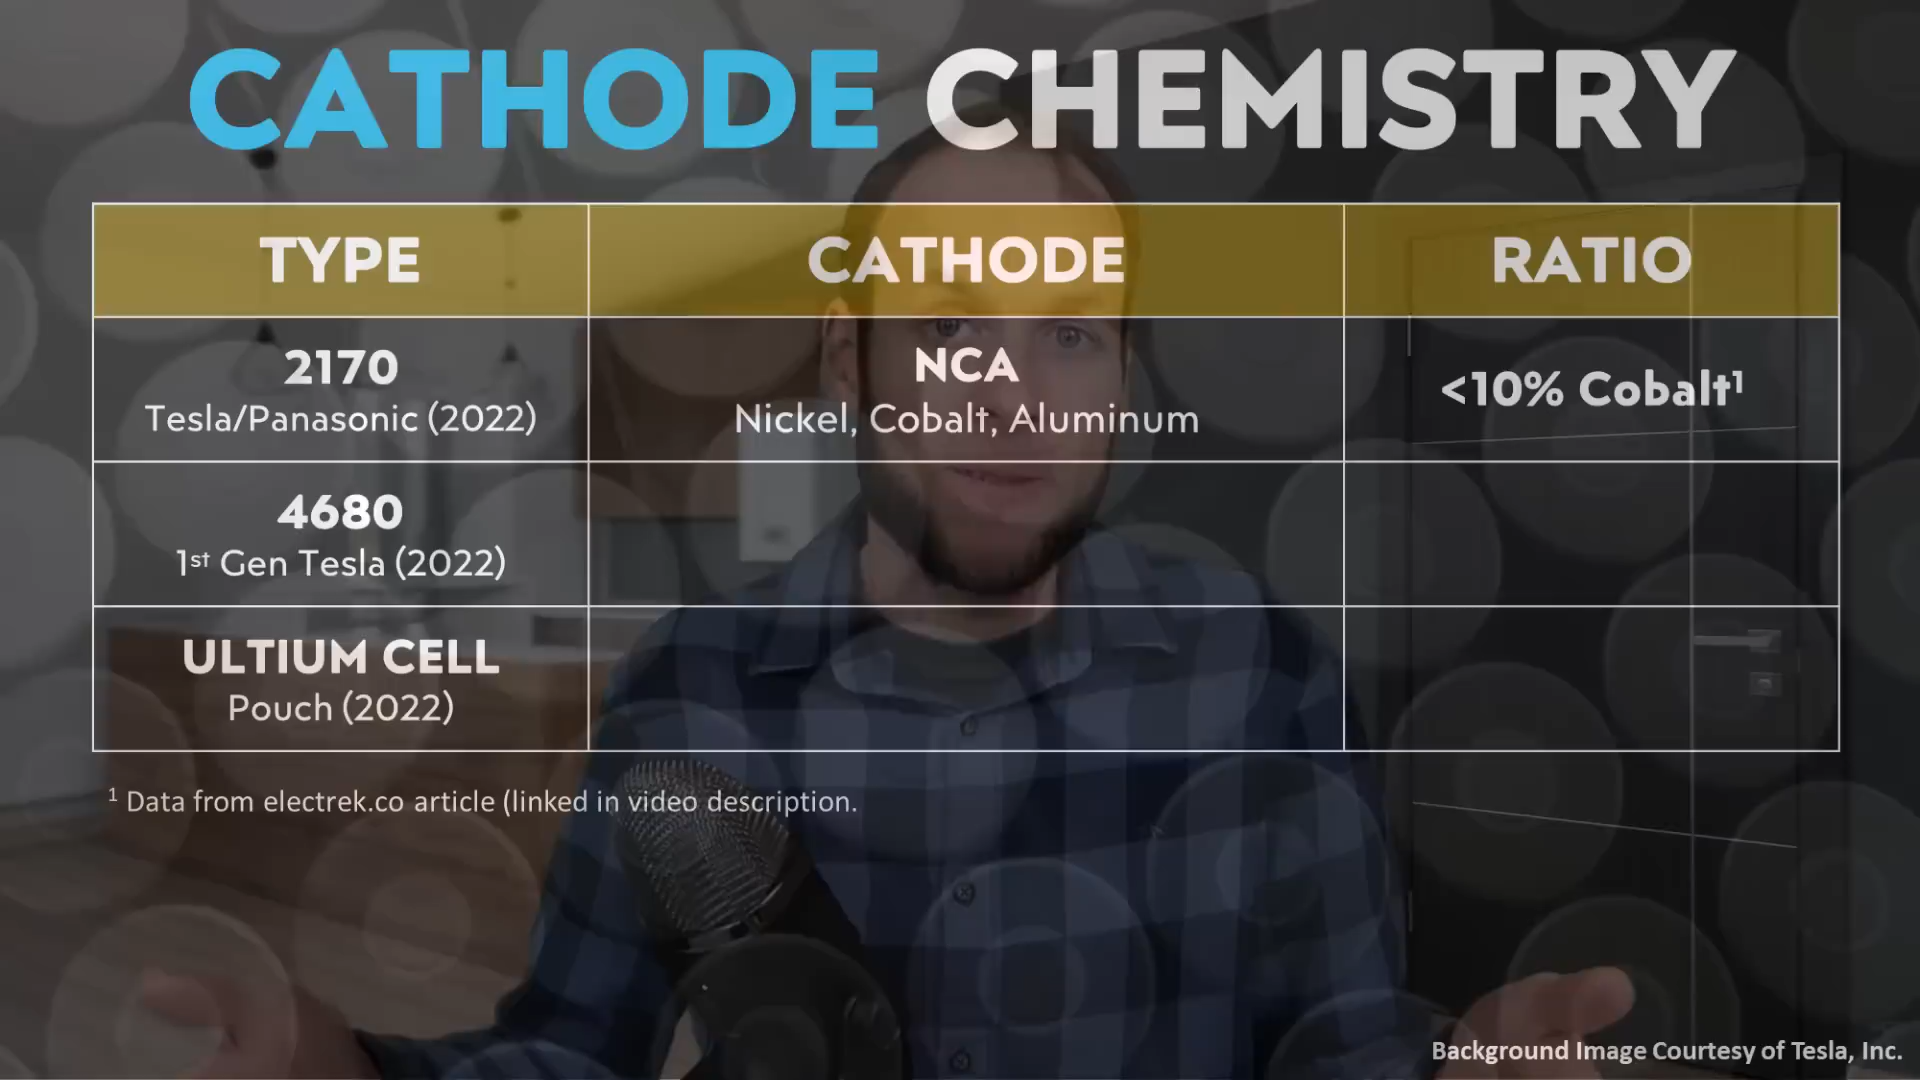 CATHODE CHEMISTRY
TYPE CATHODE RATIO
2170
Tesla/Panasonic (2022)
NCA
Nickel, Cobalt, Aluminum
<10% Cobalt¹
4680
1st Gen Tesla (2022)
ULTIUM CELL
Pouch (2022)
¹ Data from electrek.co article (linked in video description.
Background Image Courtesy of Tesla, Inc.